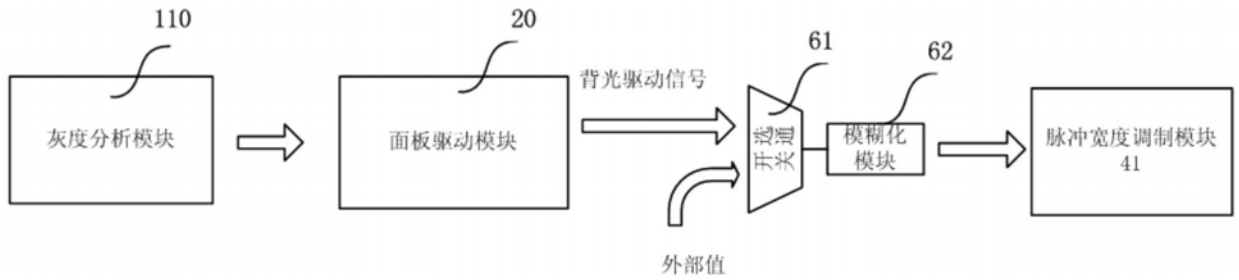 110
20
61
62
灰度分析模块
面板驱动模块
背光驱动信号
选通
开关
模糊化
模块
脉冲宽度调制模块
41
外部值